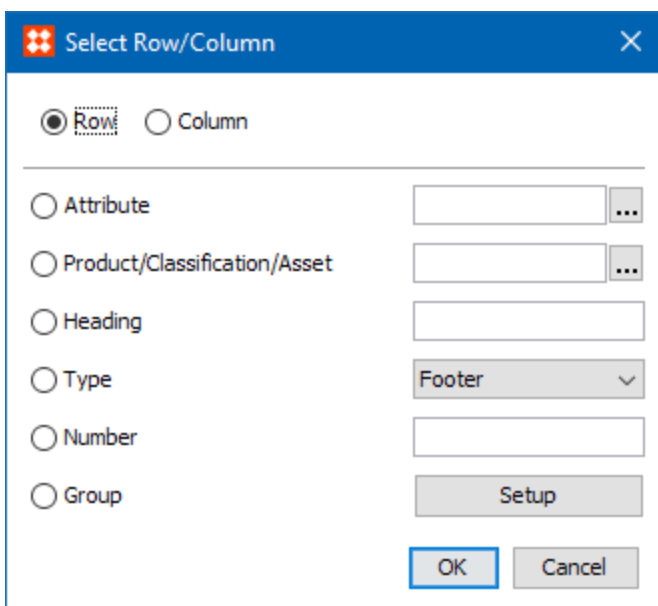 Select Row/Column
Row Column
Attribute ...
Product/Classification/Asset ...
Heading
Type Footer
Number
Group Setup
OK Cancel